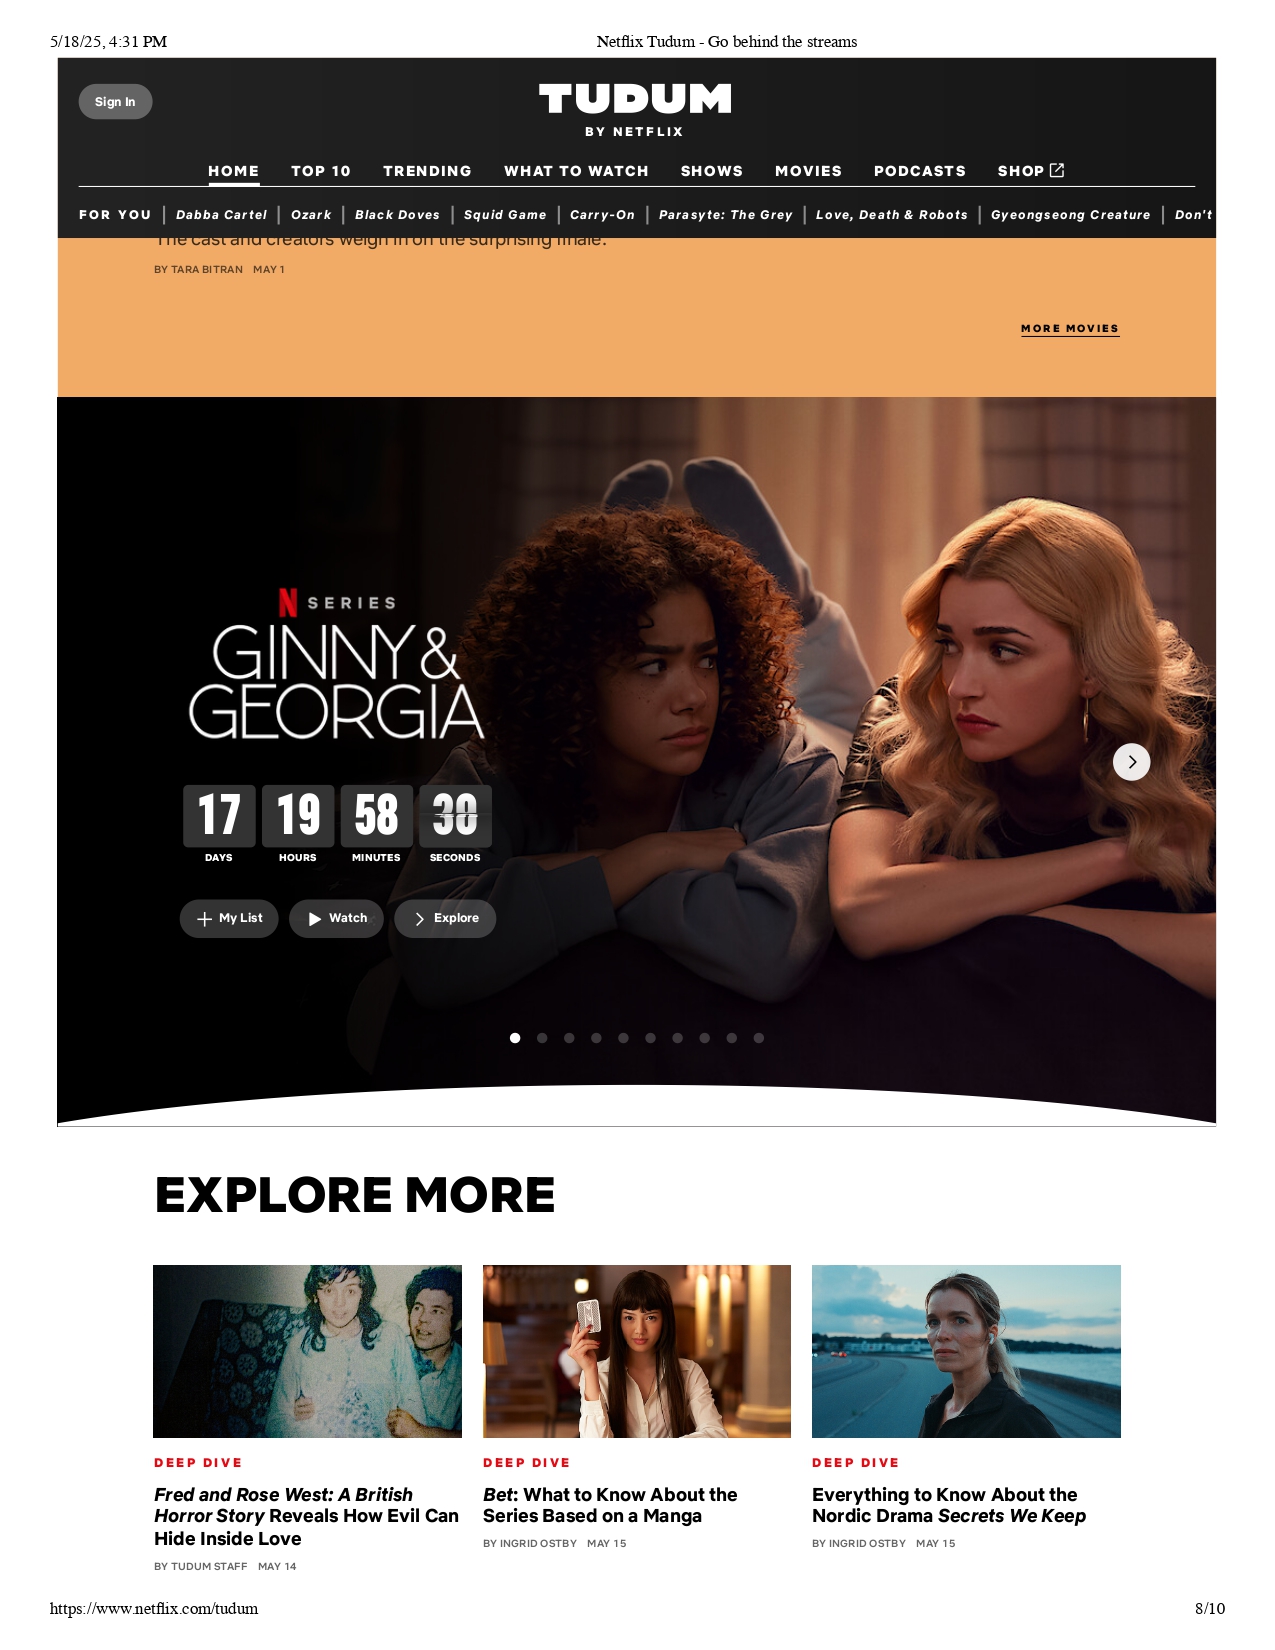 5/18/25, 4:31 PM Netflix Tudum - Go behind the streams
Sign In
TUDUM
BY NETFLIX
HOME TOP 10 TRENDING WHAT TO WATCH SHOWS MOVIES PODCASTS SHOP
FOR YOU | Dabba Cartel | Ozark | Black Doves | Squid Game | Carry-On | Parasyte: The Grey | Love, Death & Robots | Gyeongseong Creature | Don't
The cast and creators weigh in on the surprising finale.
BY TARA BITRAN MAY 1
MORE MOVIES
N SERIES
GINNY &
GEORGIA
17 19 58 30
DAYS HOURS MINUTES SECONDS
My List Watch Explore
EXPLORE MORE
DEEP DIVE
Fred and Rose West: A British
Horror Story Reveals How Evil Can
Hide Inside Love
BY TUDUM STAFF MAY 14
DEEP DIVE
Bet: What to Know About the
Series Based on a Manga
BY INGRID OSTBY MAY 15
DEEP DIVE
Everything to Know About the
Nordic Drama Secrets We Keep
BY INGRID OSTBY MAY 15
https://www.netflix.com/tudum 8/10